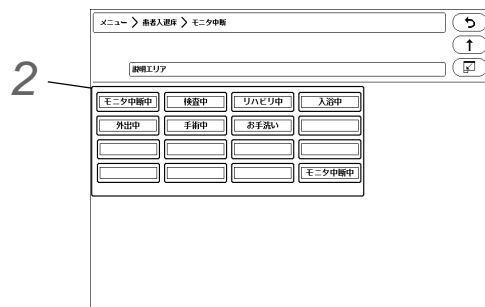 メニュー > 患者入退床 > モニタ中断
説明エリア
2
モニタ中断中 検査中 リハビリ中 入浴中
外出中 手術中 お手洗い
モニタ中断中